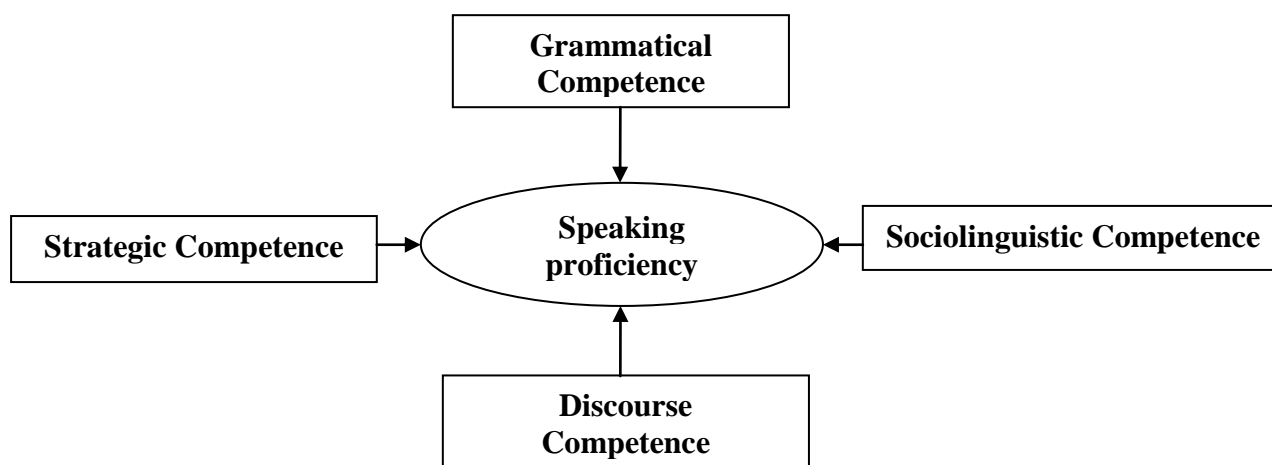 Grammatical
Competence
Strategic Competence
Speaking
proficiency
Sociolinguistic Competence
Discourse
Competence